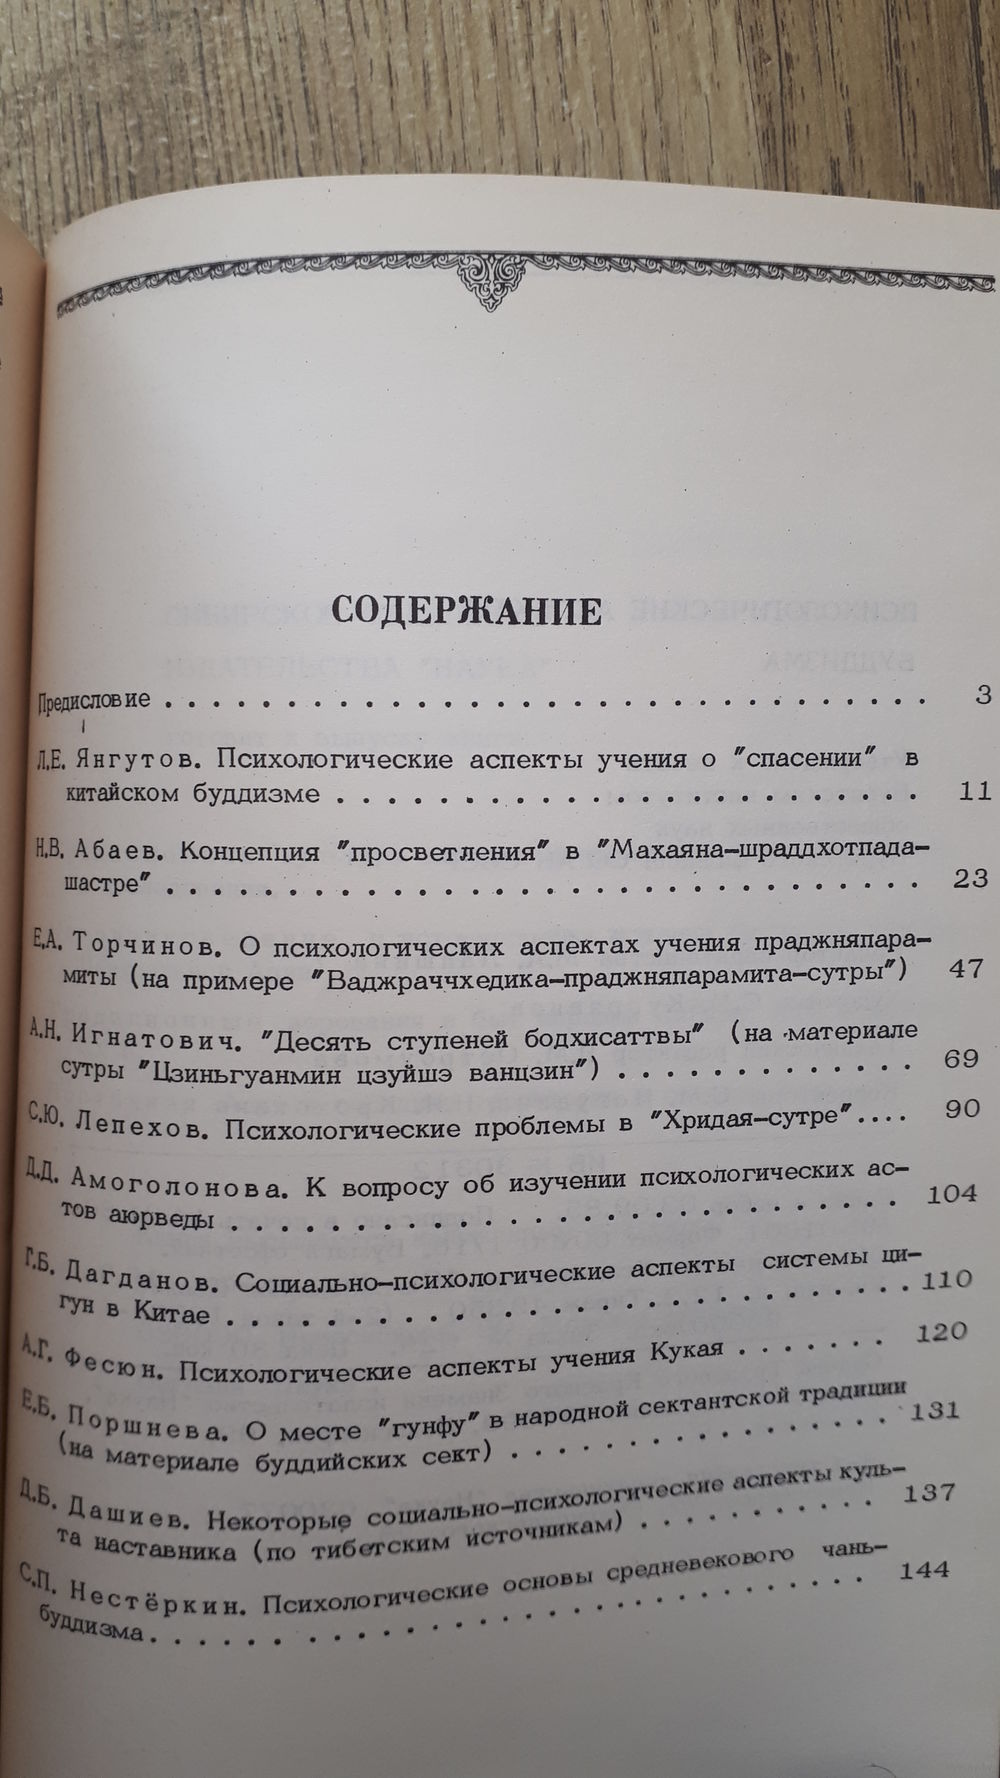 СОДЕРЖАНИЕ
Предисловие . . . . . . . . . . . . . . . . . . . . . . . . . . . . . . . 3
Л.Е. Янгутов. Психологические аспекты учения о "спасении" в
китайском буддизме . . . . . . . . . . . . . . . . . . . . . . . 11
Н.В. Абаев. Концепция "просветления" в "Махаяна-шраддхотпада-
шастре" . . . . . . . . . . . . . . . . . . . . . . . . . . . . . . 23
Е.А. Торчинов. О психологических аспектах учения праджняпара-
миты (на примере "Ваджраччхедика-праджняпарамита-сутры") 47
А.Н. Игнатович. "Десять ступеней бодхисаттвы" (на материале
сутры "Цзиньгуанмин цзуйшэ ванцзин") . . . . . . . . . . . . 69
С.Ю. Лепехов. Психологические проблемы в "Хридая-сутре".... 90
Д.Д. Амоголонова. К вопросу об изучении психологических ас-
тов аюрведы . . . . . . . . . . . . . . . . . . . . . . . . . . . 104
Г.Б. Дагданов. Социально-психологические аспекты системы ци-
гун в Китае . . . . . . . . . . . . . . . . . . . . . . . . . . . . 110
А.Г. Фесюн. Психологические аспекты учения Кукая . . . . . . . 120
Е.Б. Поршнева. О месте "гунфу" в народной сектантской традиции
(на материале буддийских сект) . . . . . . . . . . . . . . . . 131
Д.Б. Дашиев. Некоторые социально-психологические аспекты куль-
та наставника (по тибетским источникам) . . . . . . . . . . 137
С.П. Нестёркин. Психологические основы средневекового чань-
буддизма . . . . . . . . . . . . . . . . . . . . . . . . . . . . . 144